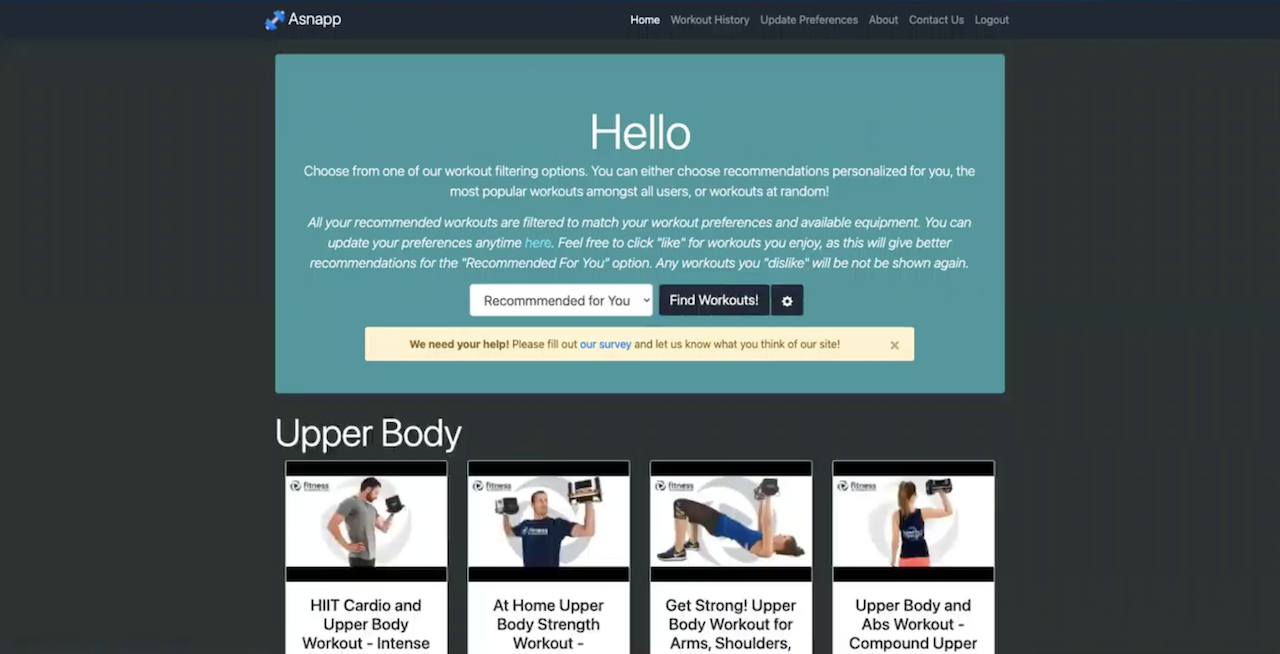 Asnapp
Home Workout History Update Preferences About Contact Us Logout
Hello
Choose from one of our workout filtering options. You can either choose recommendations personalized for you, the
most popular workouts amongst all users, or workouts at random!
All your recommended workouts are filtered to match your workout preferences and available equipment. You can
update your preferences anytime here. Feel free to click "like" for workouts you enjoy, as this will give better
recommendations for the "Recommended For You" option. Any workouts you "dislike" will be not be shown again.
Recommmended for You Find Workouts!
We need your help! Please fill out our survey and let us know what you think of our site! ×
Upper Body
fitness
fitness
fitness
fitness
fitness
HIIT Cardio and
Upper Body
Workout - Intense
At Home Upper
Body Strength
Workout -
Get Strong! Upper
Body Workout for
Arms, Shoulders,
Upper Body and
Abs Workout -
Compound Upper